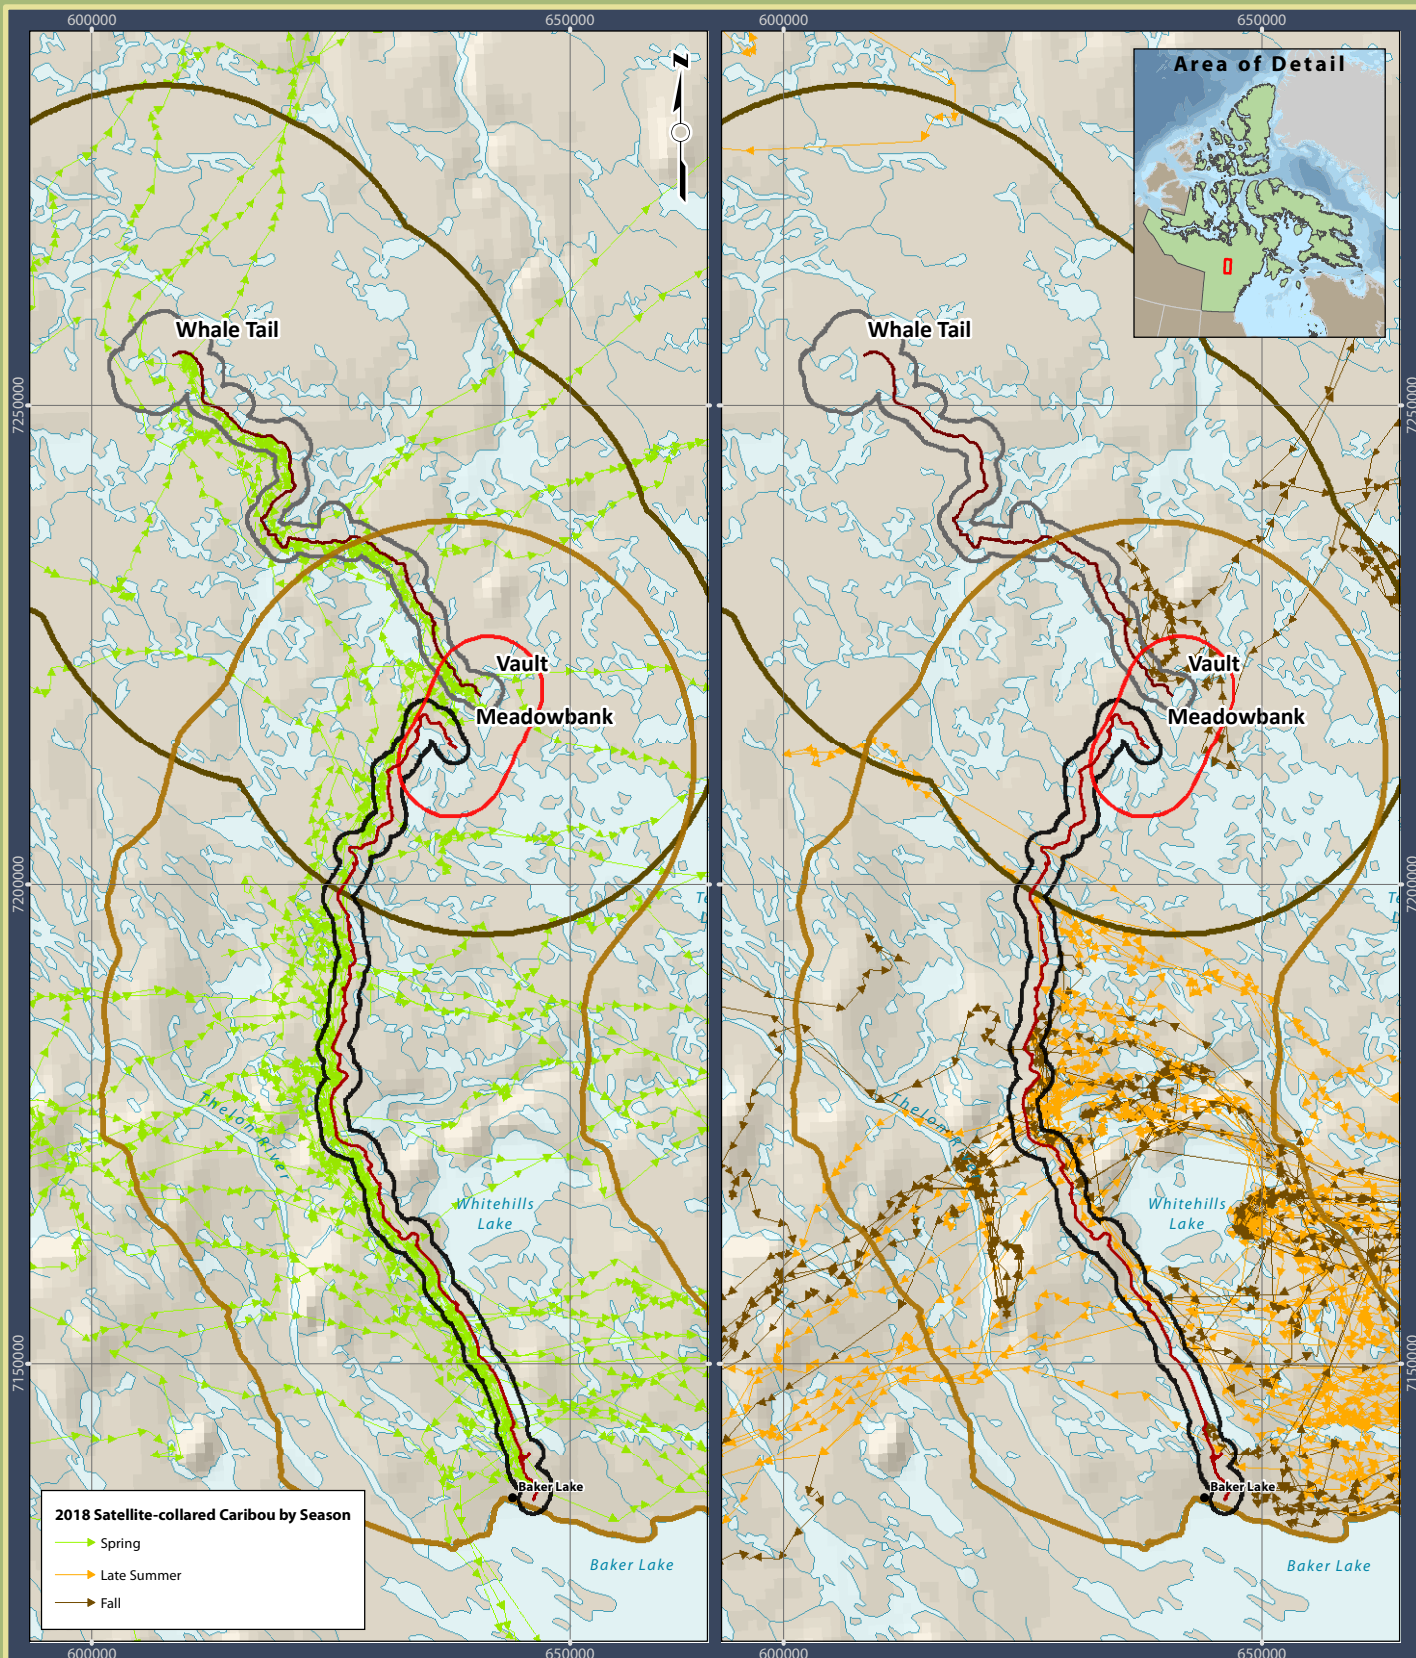 600000
650000
600000
650000
N
Area of Detail
Whale Tail
Whale Tail
7250000
7250000
Vault
Vault
Meadowbank
Meadowbank
7200000
7200000
Thelon River
Thelon
Whitehills
Lake
Whitehills
Lake
7150000
7150000
Baker Lake
Baker Lake
2018 Satellite-collared Caribou by Season
Spring
Late Summer
Fall
Baker Lake
Baker Lake
600000
650000
600000
650000